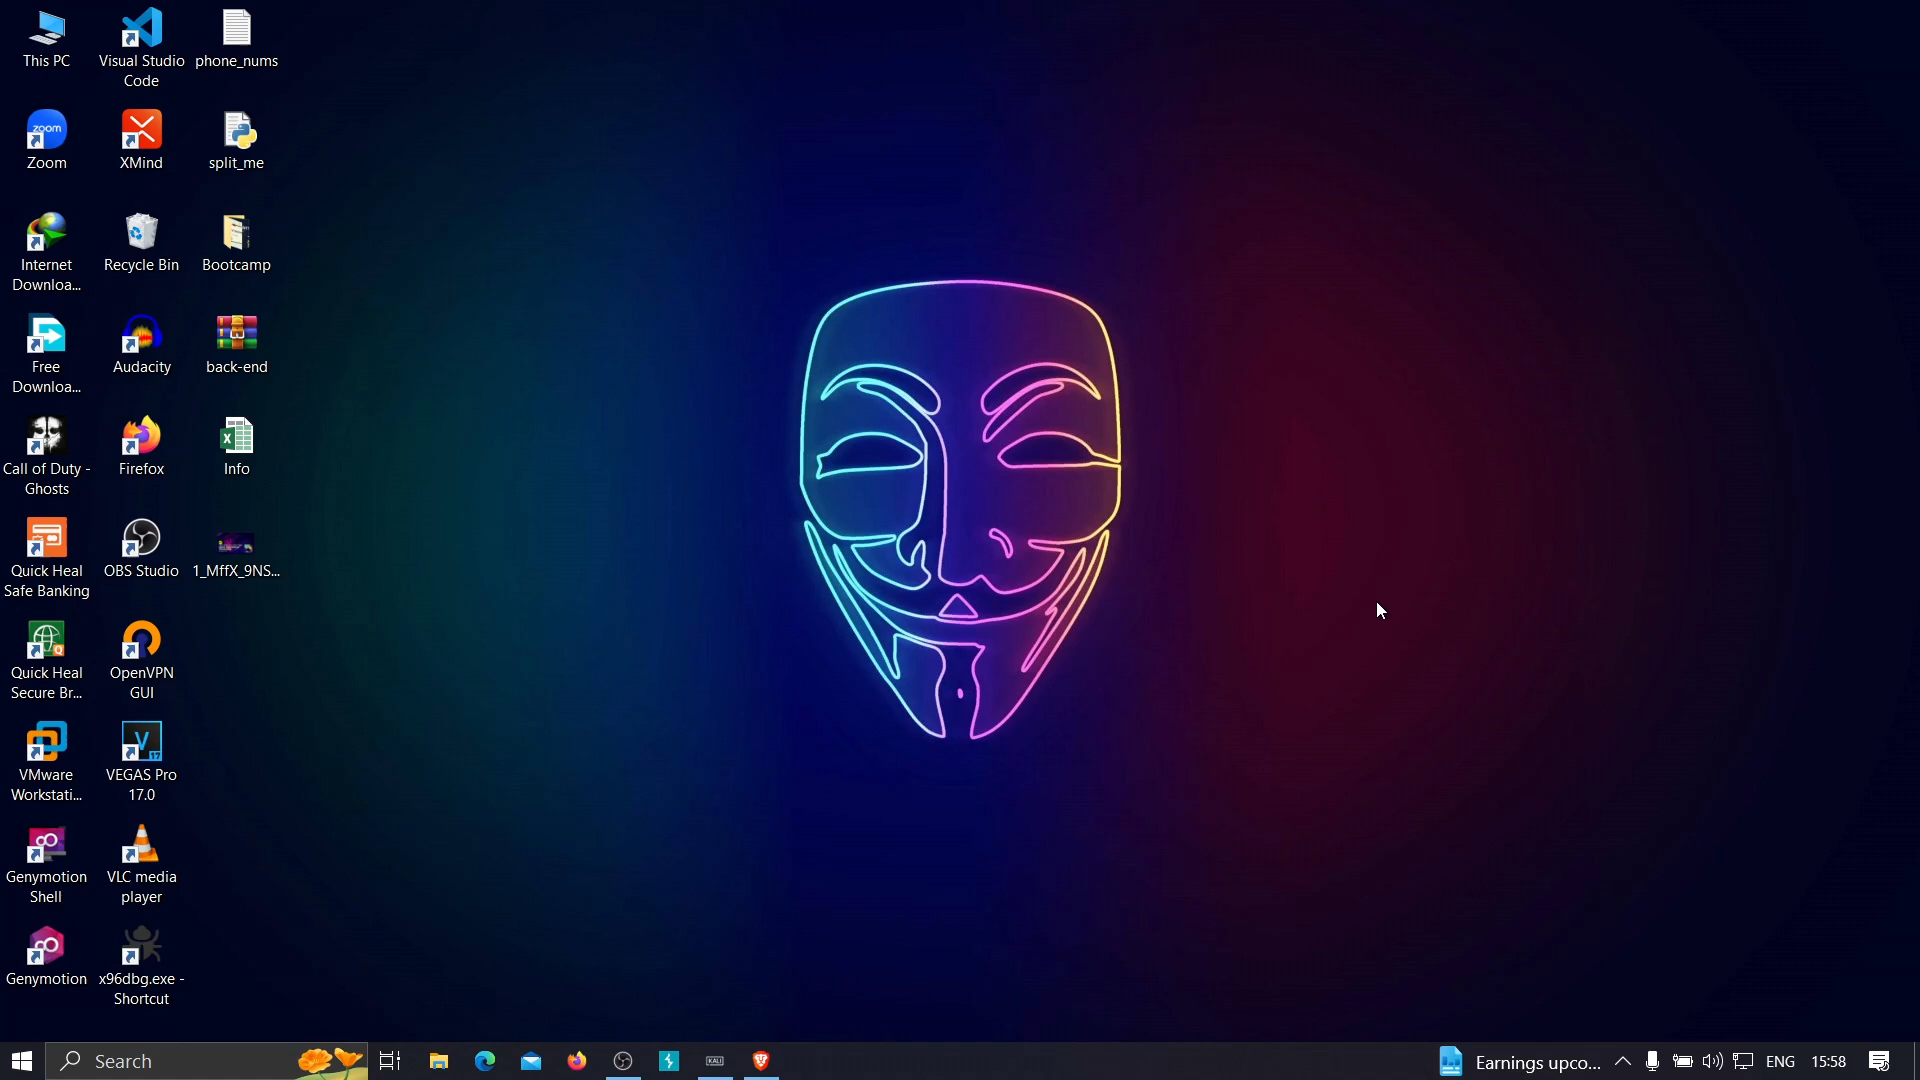 This PC
Visual Studio
Code
phone_nums
zoom
Zoom
XMind
split_me
Internet
Downloa...
Recycle Bin
Bootcamp
Free
Downloa...
Audacity
back-end
Call of Duty -
Ghosts
Firefox
Info
Quick Heal
Safe Banking
OBS Studio
1_MffX_9NS...
Quick Heal
Secure Br...
OpenVPN
GUI
VMware
Workstati...
V
17
VEGAS Pro
17.0
Genymotion
Shell
VLC media
player
Genymotion
x96dbg.exe -
Shortcut
Search
KALI
Earnings upco...
ENG
15:58